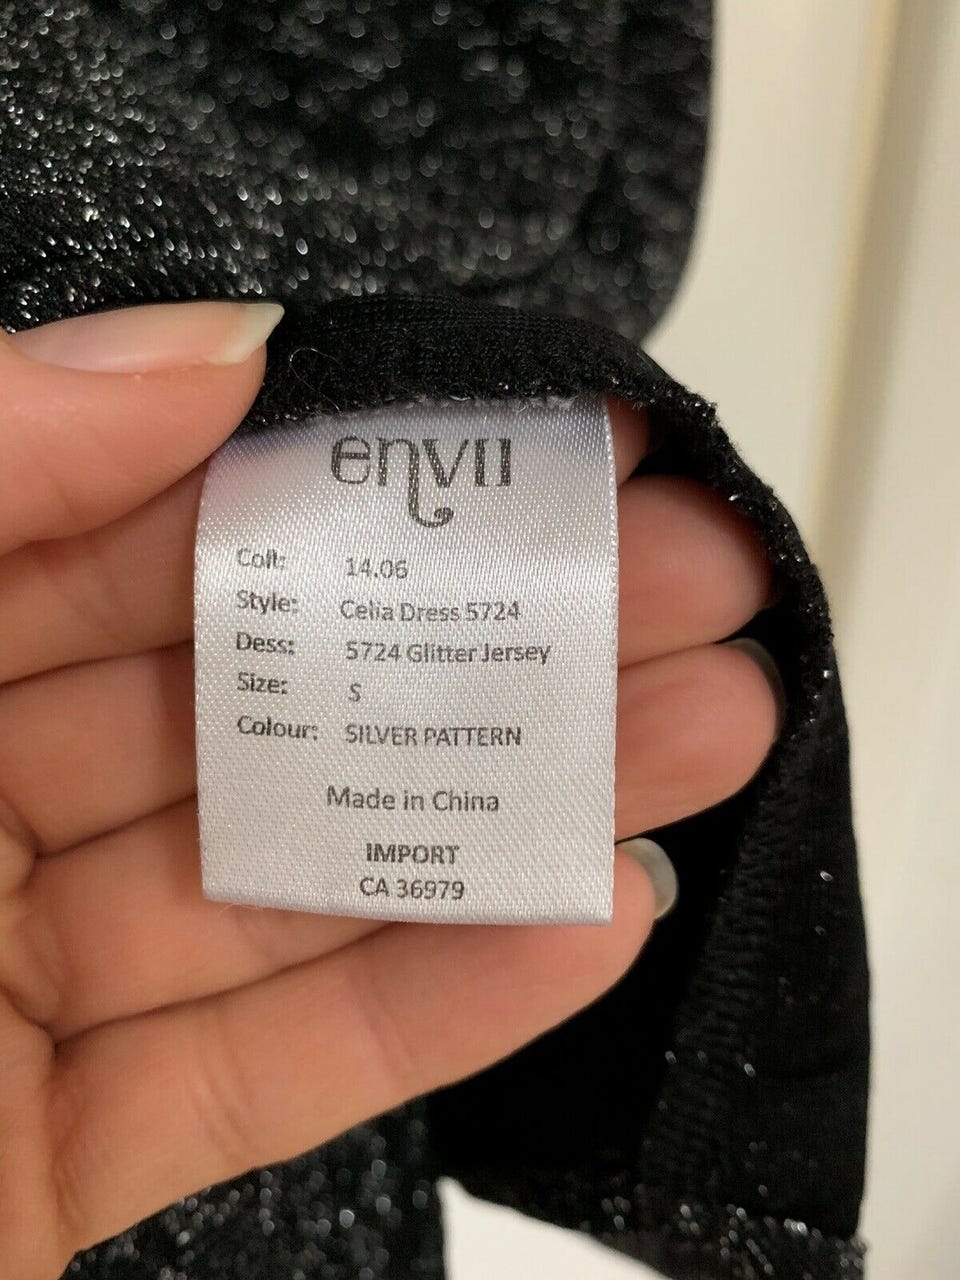 envii
Coll: 14.06
Style: Celia Dress 5724
Dess: 5724 Glitter Jersey
Size: S
Colour: SILVER PATTERN
Made in China
IMPORT
CA 36979